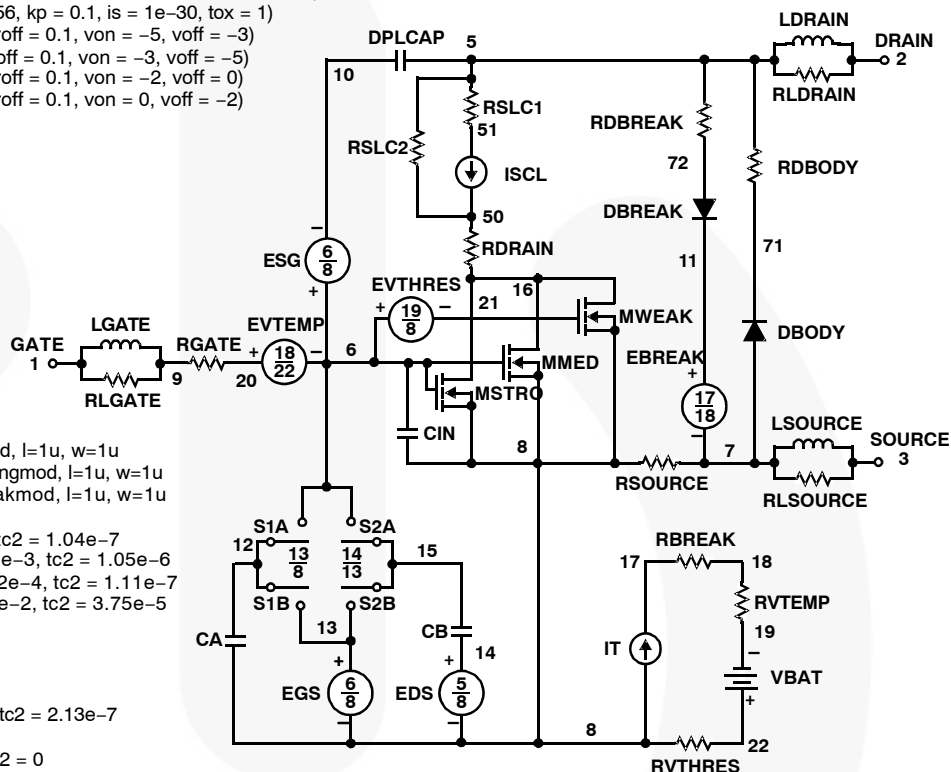 56, kp = 0.1, is = 1e−30, tox = 1)
voff = 0.1, von = −5, voff = −3)
off = 0.1, von = −3, voff = −5)
voff = 0.1, von = −2, voff = 0)
voff = 0.1, von = 0, voff = −2)
LDRAIN
DPLCAP
5
DRAIN
2
10
RLDRAIN
RSLC1
51
RDBREAK
RSLC2
72
RDBODY
ISCL
50
DBREAK
RDRAIN
71
ESG
6
8
11
EVTHRES
16
21
19
8
MWEAK
LGATE
EVTEMP
DBODY
GATE
1
RGATE
18
22
6
EBREAK
MMED
9
20
MSTRO
RLGATE
17
18
LSOURCE
CIN
SOURCE
3
8
7
d, l=1u, w=1u
ngmod, l=1u, w=1u
RSOURCE
RLSOURCE
akmod, l=1u, w=1u
S1A
S2A
tc2 = 1.04e−7
12
13
8
14
13
15
RBREAK
e−3, tc2 = 1.05e−6
17
18
2e−4, tc2 = 1.11e−7
e−2, tc2 = 3.75e−5
S1B
S2B
RVTEMP
13
CB
19
CA
IT
14
VBAT
EGS
6
8
EDS
5
8
tc2 = 2.13e−7
8
22
2 = 0
RVTHRES